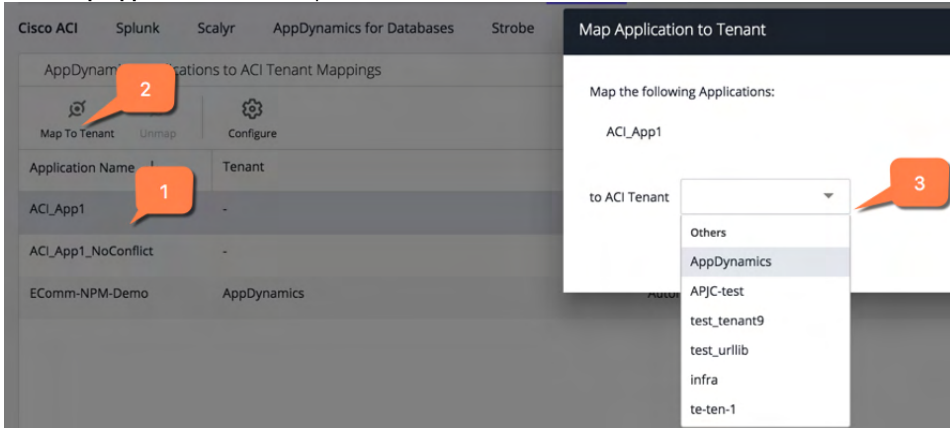 Cisco ACI Splunk Scalyr AppDynamics for Databases Strobe
AppDynam cations to ACI Tenant Mappings
2
Map To Tenant Unmap Configure
Application Name Tenant
1
ACI_App1 -
ACI_App1_NoConflict -
EComm-NPM-Demo AppDynamics
Map Application to Tenant
Map the following Applications:
ACI_App1
to ACI Tenant
3
Others
AppDynamics
APJC-test
test_tenant9
test_urllib
infra
te-ten-1